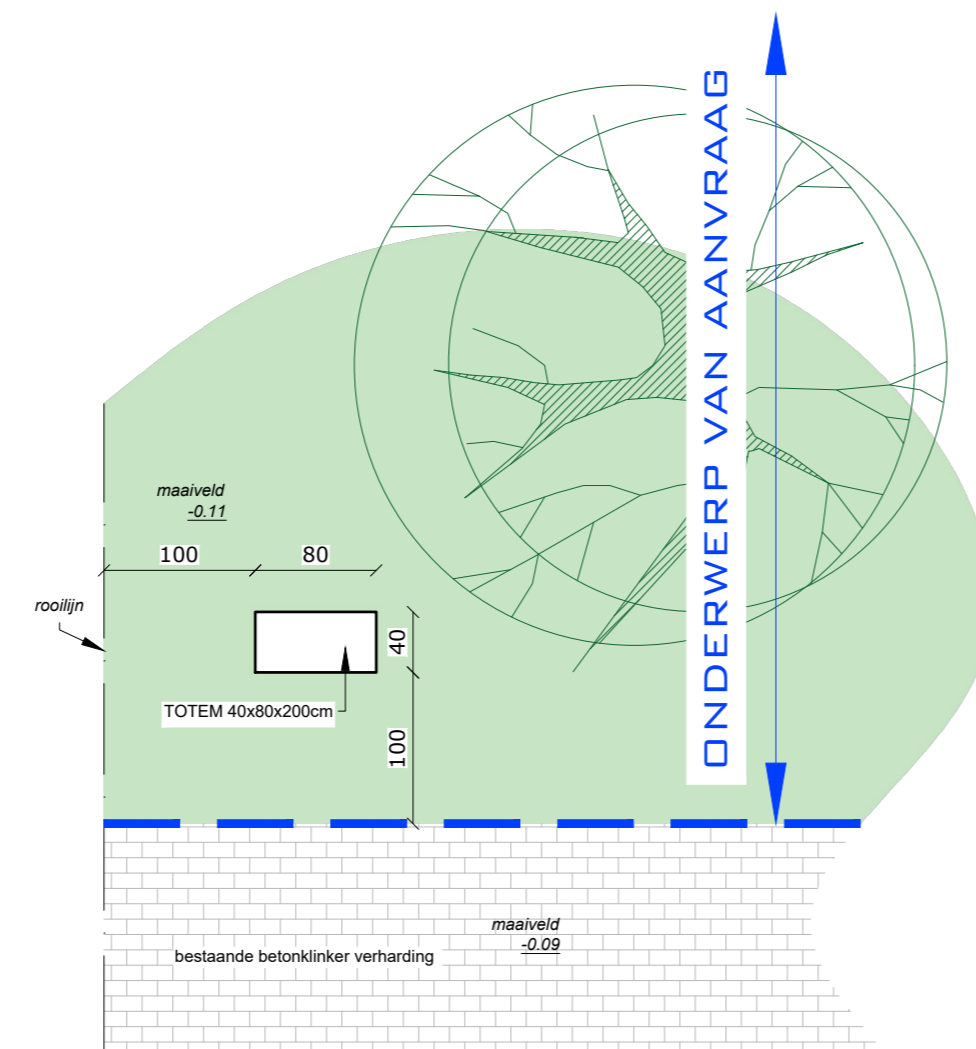 ONDERWERP VAN AANVRAAG
maaiveld
-0.11
100
80
rooilijn
40
TOTEM 40x80x200cm
100
maaiveld
-0.09
bestaande betonklinker verharding